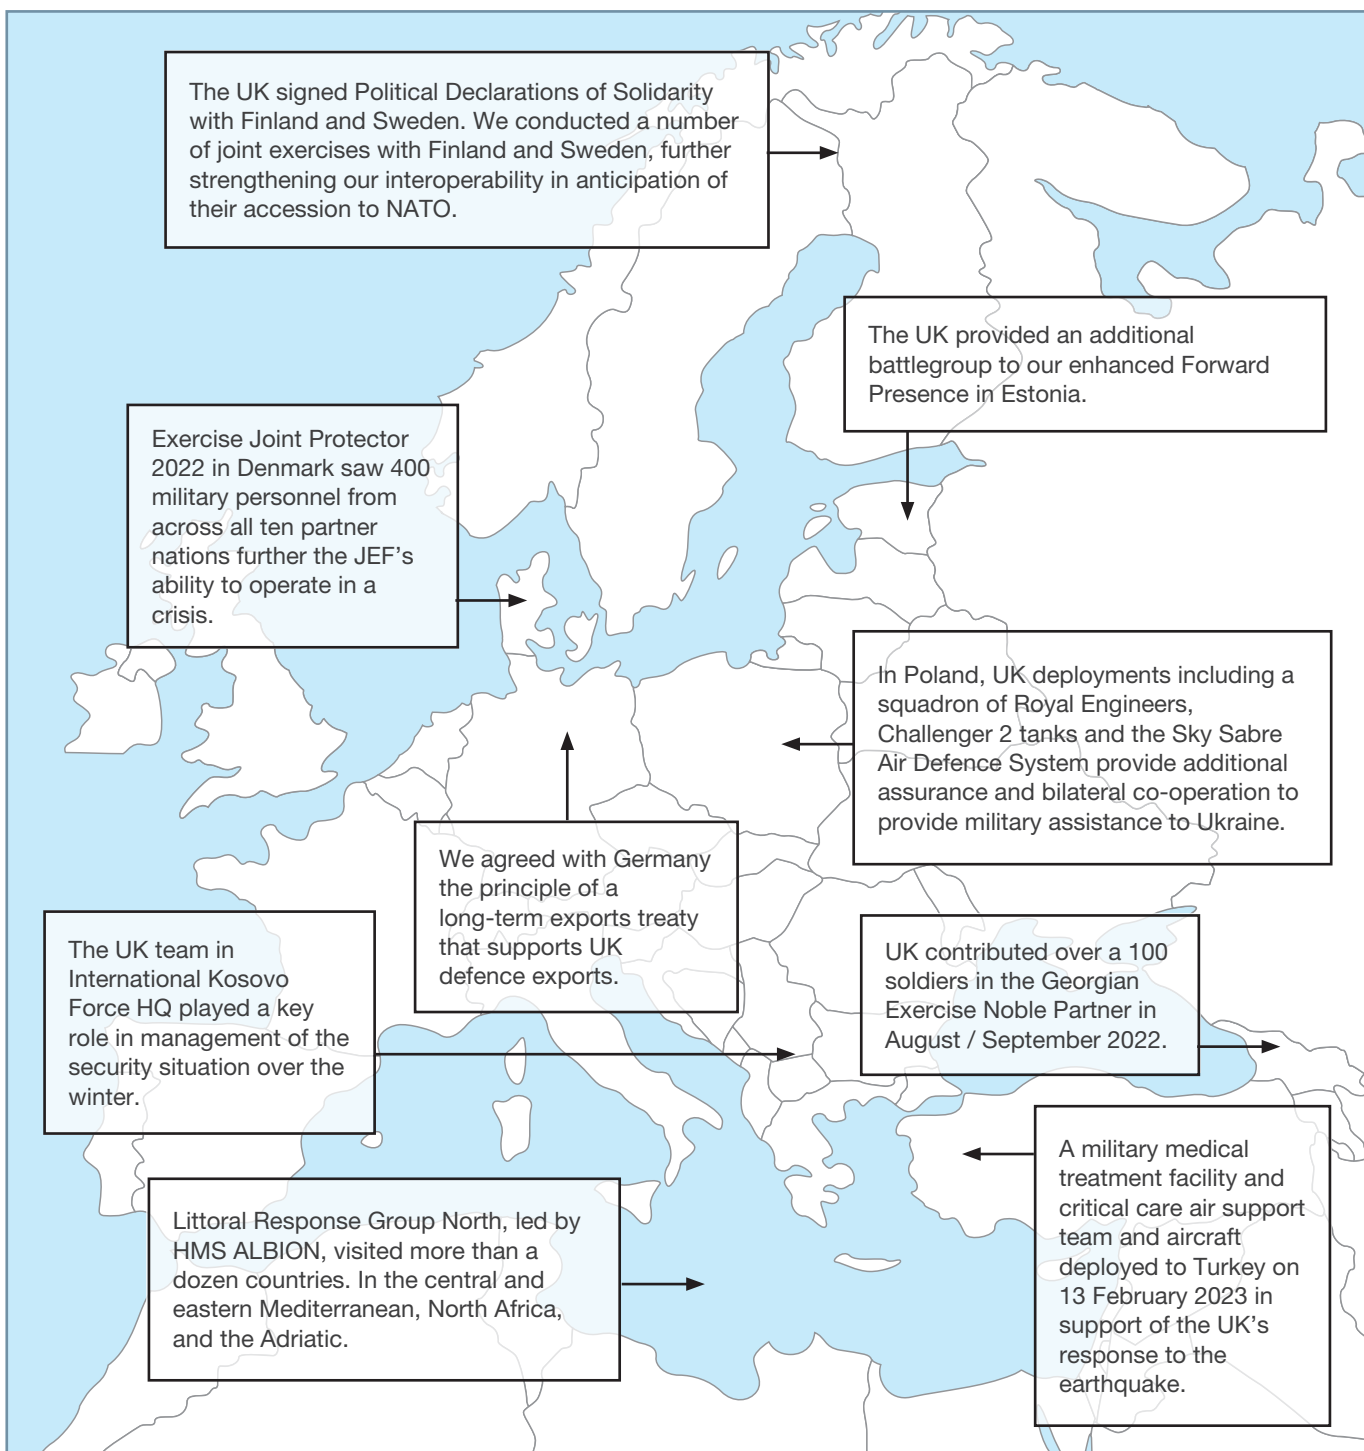 The UK signed Political Declarations of Solidarity
with Finland and Sweden. We conducted a number
of joint exercises with Finland and Sweden, further
strengthening our interoperability in anticipation of
their accession to NATO.
The UK provided an additional
battlegroup to our enhanced Forward
Presence in Estonia.
Exercise Joint Protector
2022 in Denmark saw 400
military personnel from
across all ten partner
nations further the JEF's
ability to operate in a
crisis.
In Poland, UK deployments including a
squadron of Royal Engineers,
Challenger 2 tanks and the Sky Sabre
Air Defence System provide additional
assurance and bilateral co-operation to
provide military assistance to Ukraine.
We agreed with Germany
the principle of a
long-term exports treaty
that supports UK
defence exports.
The UK team in
International Kosovo
Force HQ played a key
role in management of the
security situation over the
winter.
UK contributed over a 100
soldiers in the Georgian
Exercise Noble Partner in
August / September 2022.
A military medical
treatment facility and
critical care air support
team and aircraft
deployed to Turkey on
13 February 2023 in
support of the UK's
response to the
earthquake.
Littoral Response Group North, led by
HMS ALBION, visited more than a
dozen countries. In the central and
eastern Mediterranean, North Africa,
and the Adriatic.